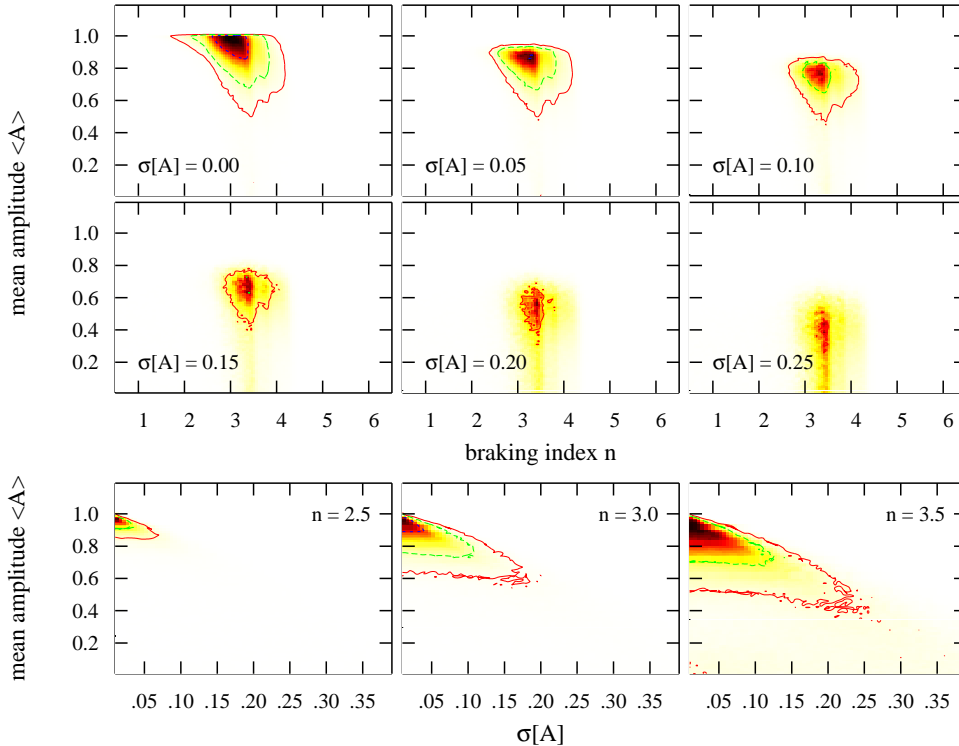 mean amplitude <A>
1.0
0.8
0.6
0.4
0.2
σ[A] = 0.00
σ[A] = 0.05
σ[A] = 0.10
1.0
0.8
0.6
0.4
0.2
σ[A] = 0.15
σ[A] = 0.20
σ[A] = 0.25
1 2 3 4 5 6
1 2 3 4 5 6
1 2 3 4 5 6
braking index n
mean amplitude <A>
1.0
0.8
0.6
0.4
0.2
n = 2.5
n = 3.0
n = 3.5
.05 .10 .15 .20 .25 .30 .35
.05 .10 .15 .20 .25 .30 .35
.05 .10 .15 .20 .25 .30 .35
σ[A]